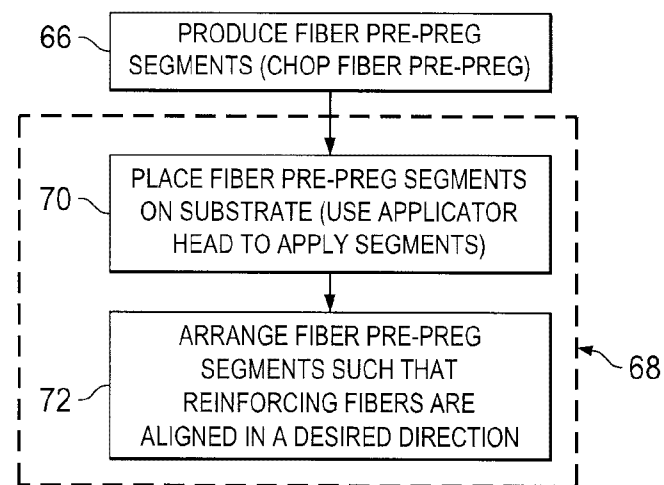 66
PRODUCE FIBER PRE-PREG
SEGMENTS (CHOP FIBER PRE-PREG)
70
PLACE FIBER PRE-PREG SEGMENTS
ON SUBSTRATE (USE APPLICATOR
HEAD TO APPLY SEGMENTS)
72
ARRANGE FIBER PRE-PREG
SEGMENTS SUCH THAT
REINFORCING FIBERS ARE
ALIGNED IN A DESIRED DIRECTION
68